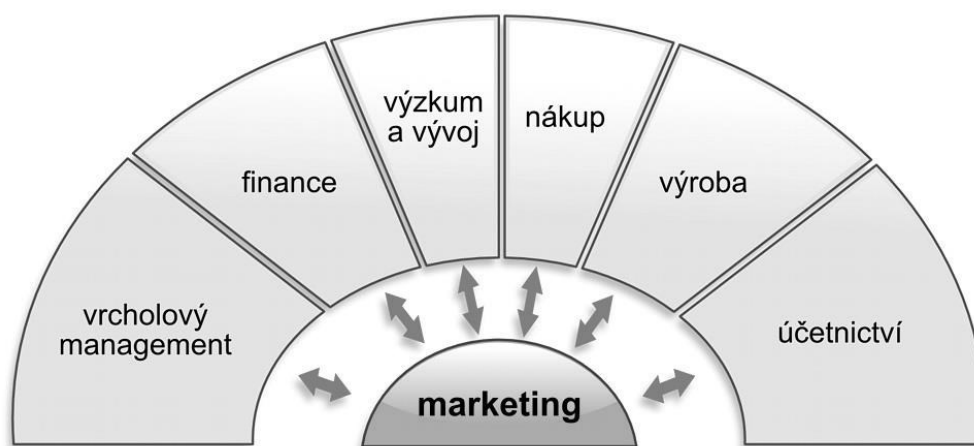 vrcholový
management
finance
výzkum
a vývoj
nákup
výroba
účetnictví
marketing